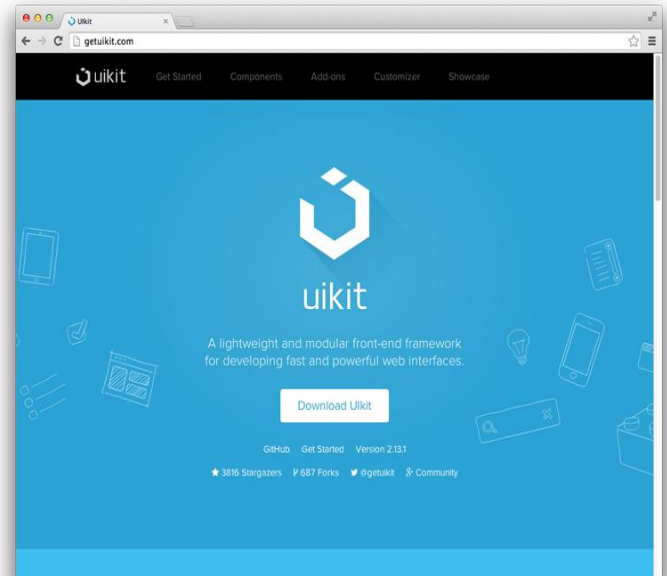 UIkit
getuikit.com
uikit
Get Started
Components
Add-ons
Customizer
Showcase
uikit
A lightweight and modular front-end framework
for developing fast and powerful web interfaces.
Download UIkit
GitHub Get Started Version 2.13.1
3816 Stargazers 687 Forks @getuikit Community